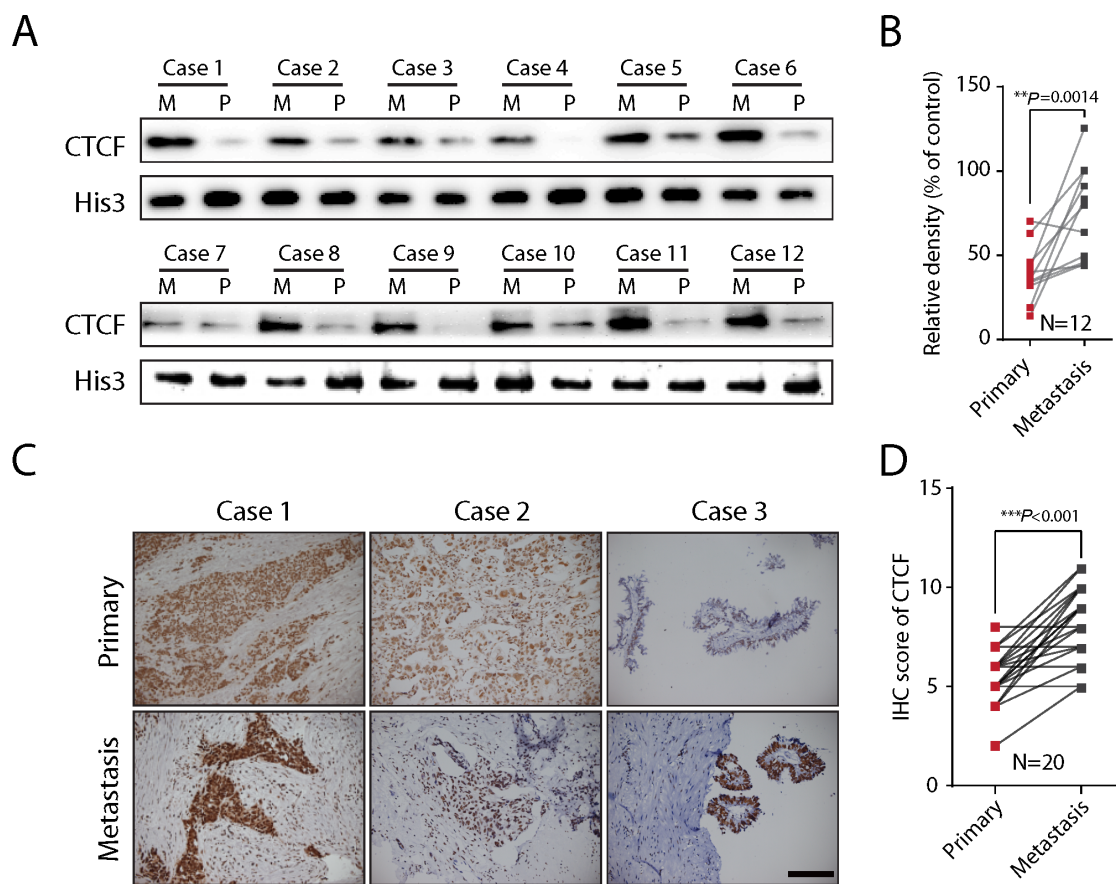 A
Case 1 Case 2 Case 3 Case 4 Case 5 Case 6
M P M P M P M P M P M P
CTCF
His3
Case 7 Case 8 Case 9 Case 10 Case 11 Case 12
M P M P M P M P M P M P
CTCF
His3
B
Relative density (% of control)
150
100
50
0
**P=0.0014
N=12
Primary
Metastasis
C
Case 1 Case 2 Case 3
Primary
Metastasis
D
IHC score of CTCF
15
10
5
0
***P<0.001
N=20
Primary
Metastasis